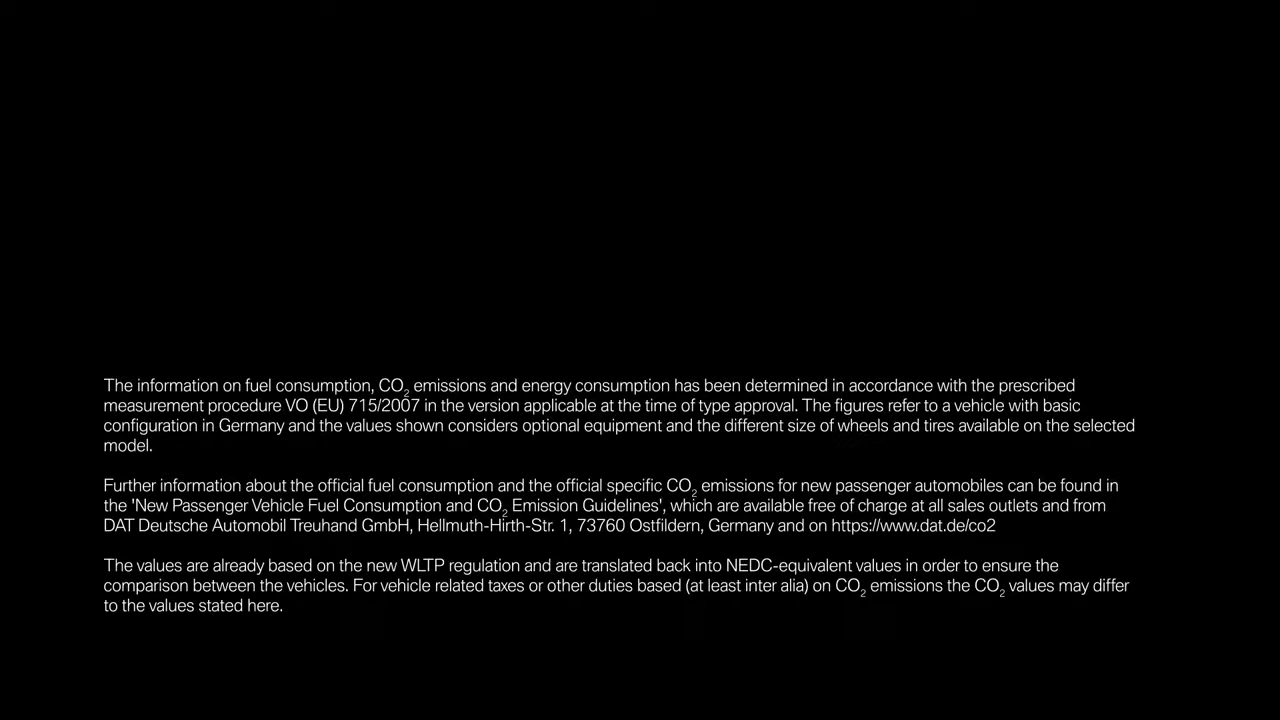 The information on fuel consumption, CO₂ emissions and energy consumption has been determined in accordance with the prescribed
measurement procedure VO (EU) 715/2007 in the version applicable at the time of type approval. The figures refer to a vehicle with basic
configuration in Germany and the values shown considers optional equipment and the different size of wheels and tires available on the selected
model.
Further information about the official fuel consumption and the official specific CO₂ emissions for new passenger automobiles can be found in
the 'New Passenger Vehicle Fuel Consumption and CO₂ Emission Guidelines', which are available free of charge at all sales outlets and from
DAT Deutsche Automobil Treuhand GmbH, Hellmuth-Hirth-Str. 1, 73760 Ostfildern, Germany and on https://www.dat.de/co2
The values are already based on the new WLTP regulation and are translated back into NEDC-equivalent values in order to ensure the
comparison between the vehicles. For vehicle related taxes or other duties based (at least inter alia) on CO₂ emissions the CO₂ values may differ
to the values stated here.